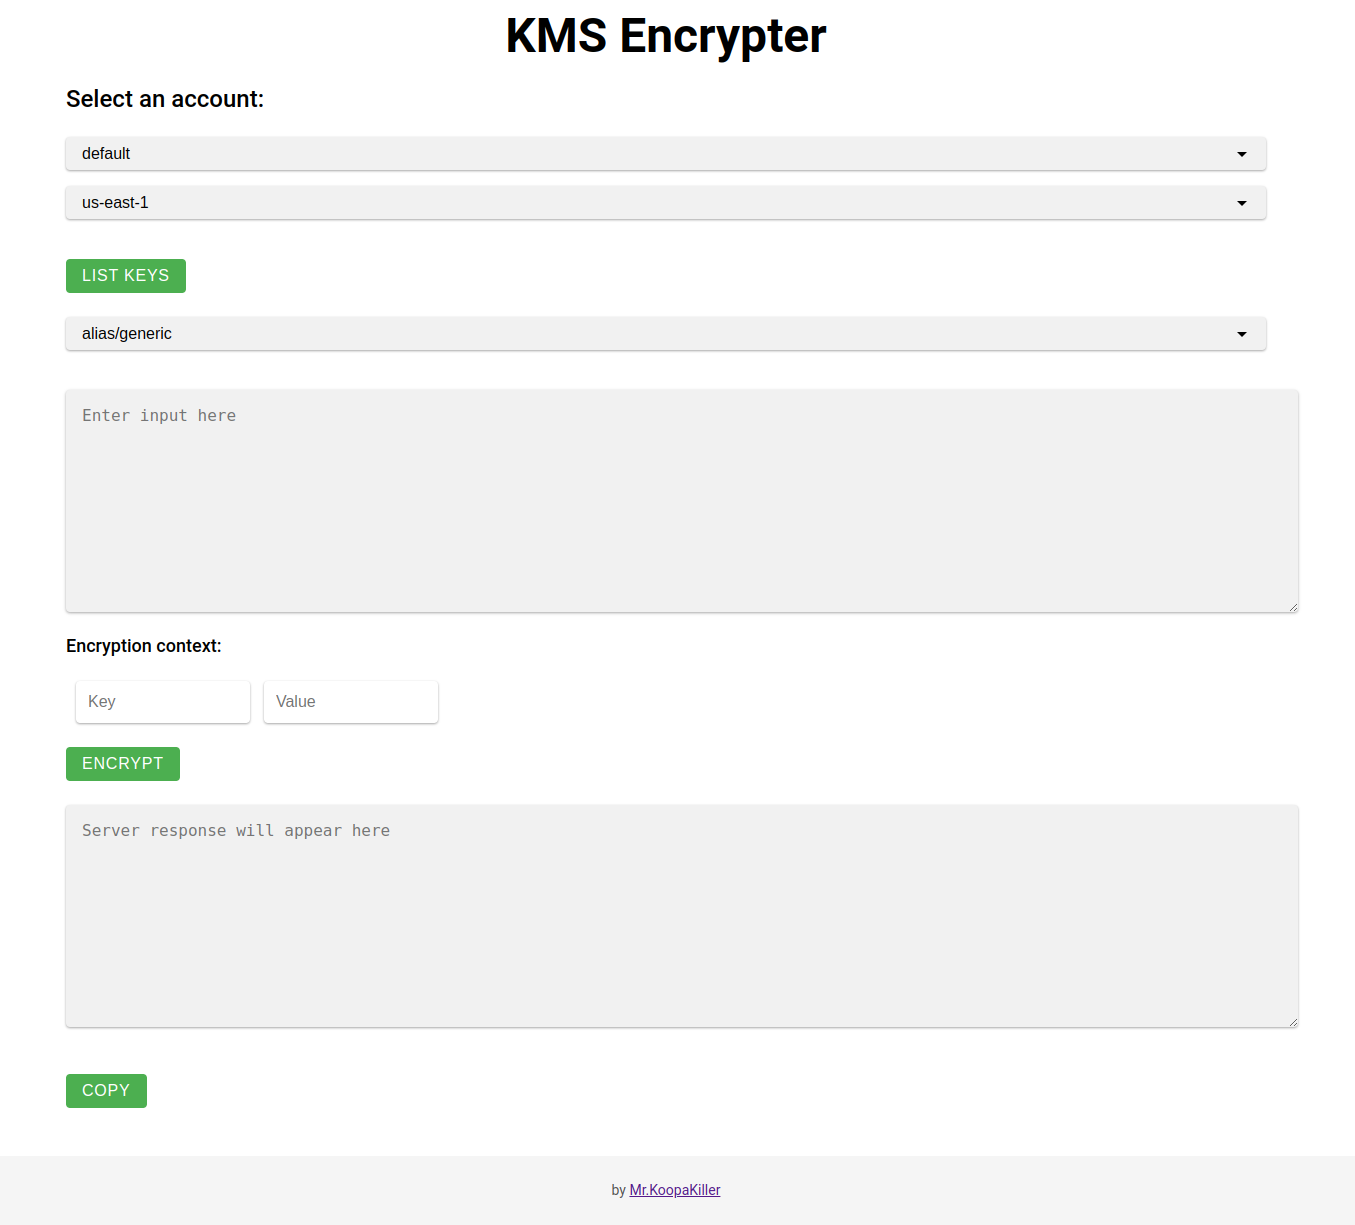 KMS Encrypter
Select an account:
default
us-east-1
LIST KEYS
alias/generic
Enter input here
Encryption context:
Key Value
ENCRYPT
Server response will appear here
COPY
by Mr.KoopaKiller